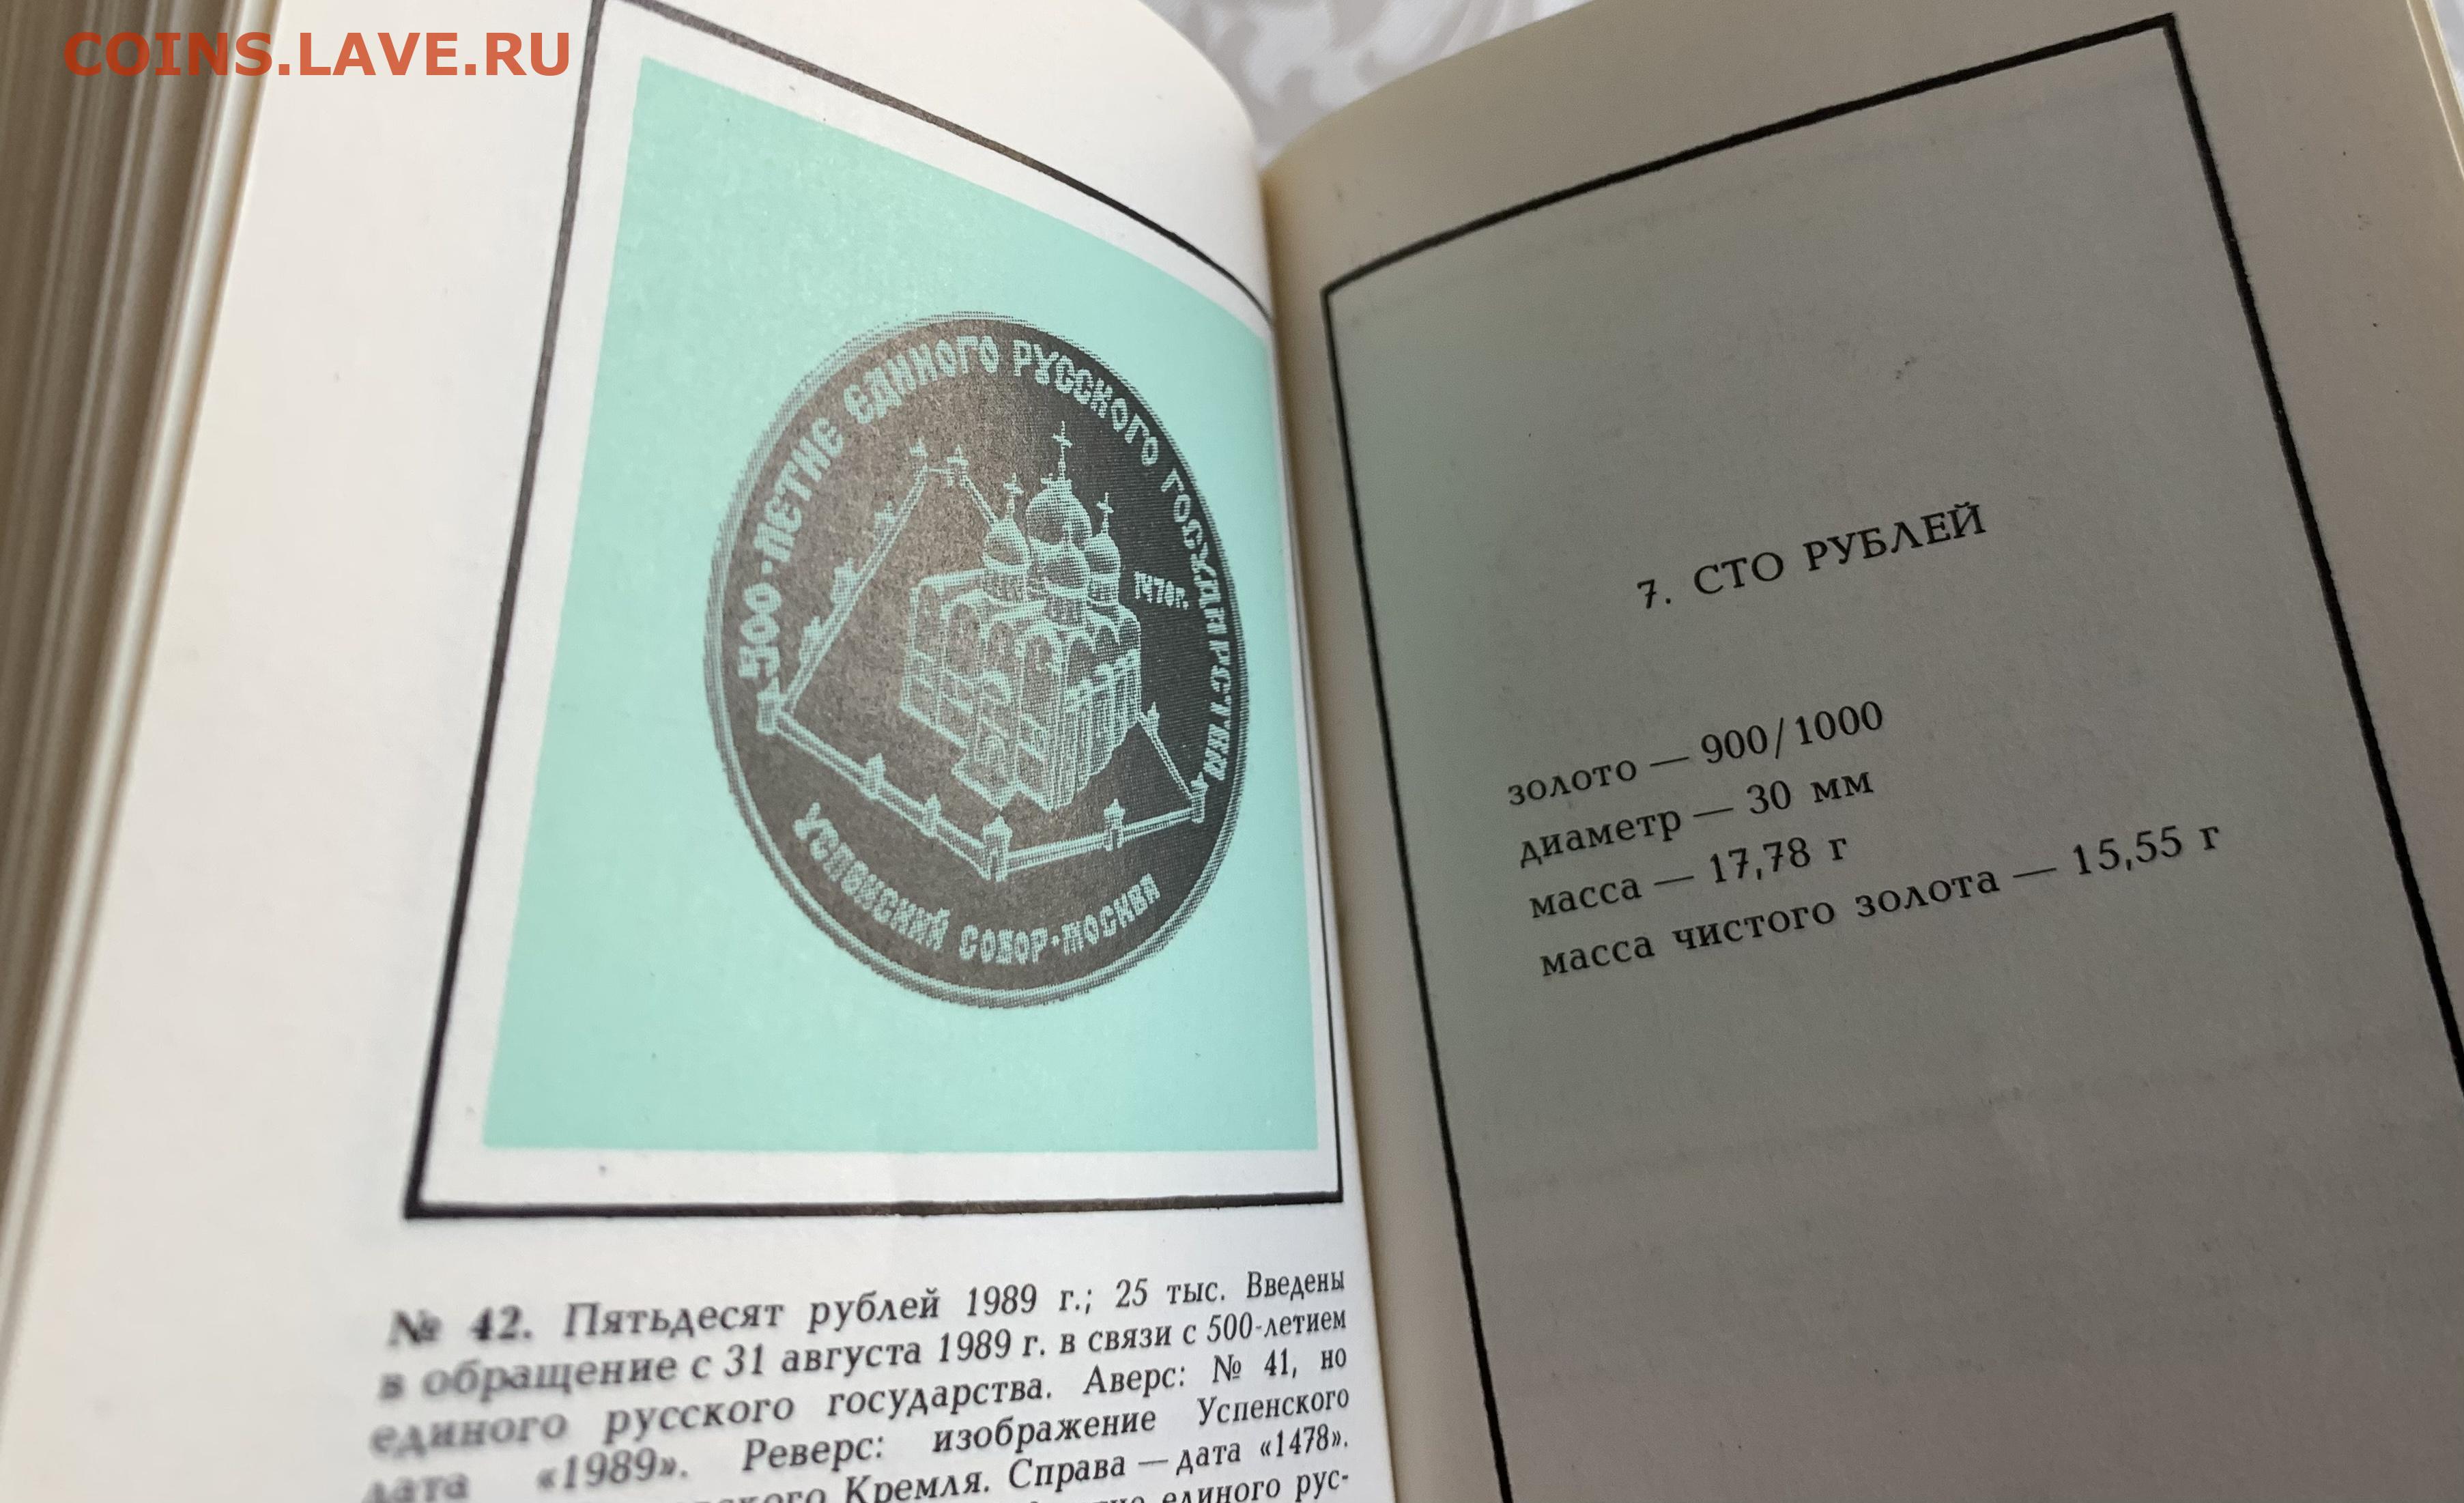 COINS.LAVE.RU
500-ЛЕТИЕ ЕДИНОГО РУССКОГО ГОСУДАРСТВА
1478г.
УСПЕНСКИЙ СОБОР·МОСКВА
№ 42. Пятьдесят рублей 1989 г.; 25 тыс. Введены
в обращение с 31 августа 1989 г. в связи с 500-летием
единого русского государства. Аверс: № 41, но
дата «1989». Реверс: изображение Успенского
Кремля. Справа — дата «1478».
единого рус-
7. СТО РУБЛЕЙ
золото — 900/1000
диаметр — 30 мм
масса — 17,78 г
масса чистого золота — 15,55 г